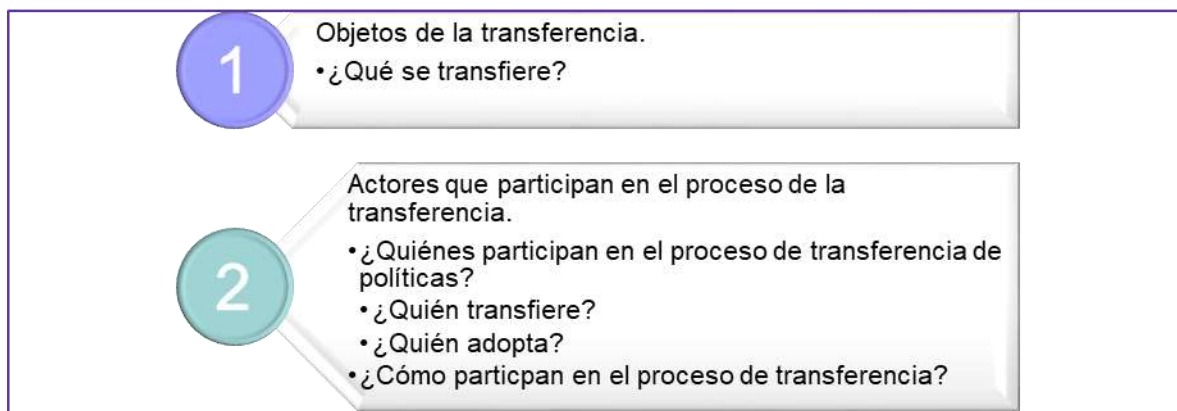 1
Objetos de la transferencia.
•¿Qué se transfiere?
2
Actores que participan en el proceso de la
transferencia.
•¿Quiénes participan en el proceso de transferencia de
políticas?
•¿Quién transfiere?
•¿Quién adopta?
•¿Cómo particpan en el proceso de transferencia?